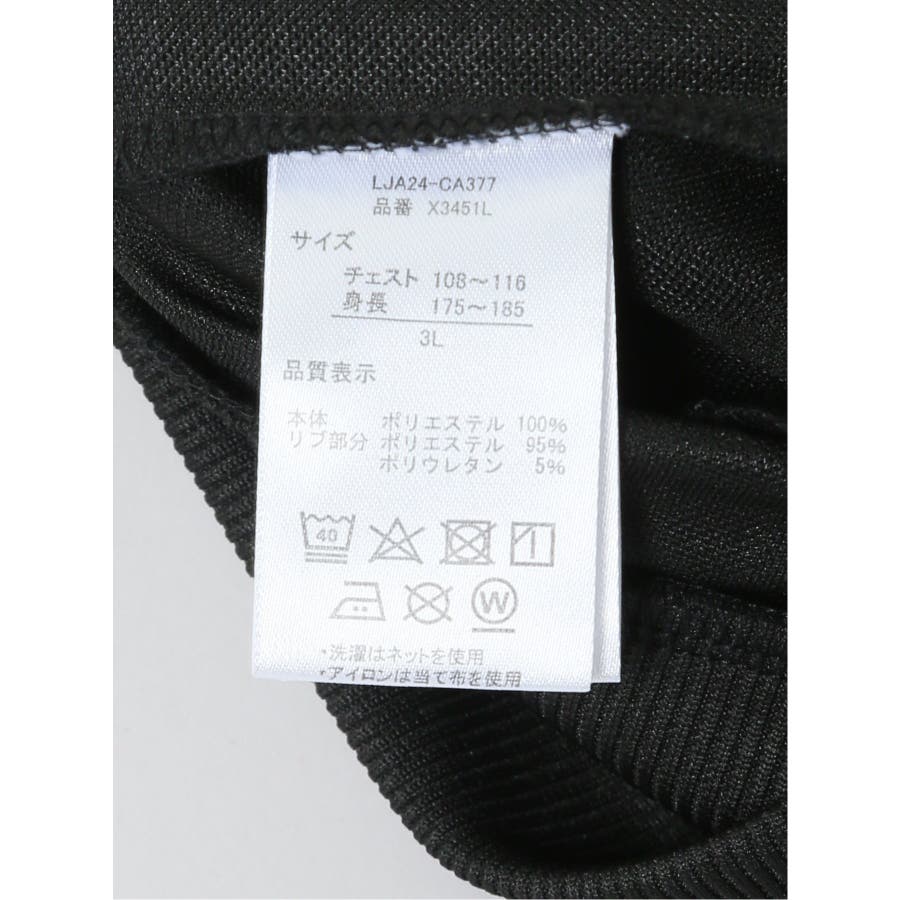 LJA24-CA377
品番 X3451L
サイズ
チェスト 108～116
身長 175～185
3L
品質表示
本体 ポリエステル 100%
リブ部分 ポリエステル 95%
ポリウレタン 5%
40
W
・洗濯はネットを使用
・アイロンは当て布を使用